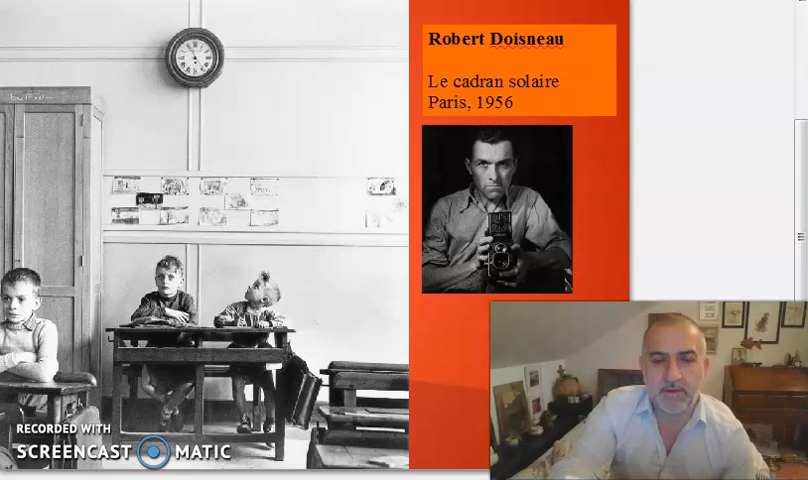 Robert Doisneau
Le cadran solaire
Paris, 1956
RECORDED WITH
SCREENCAST MATIC